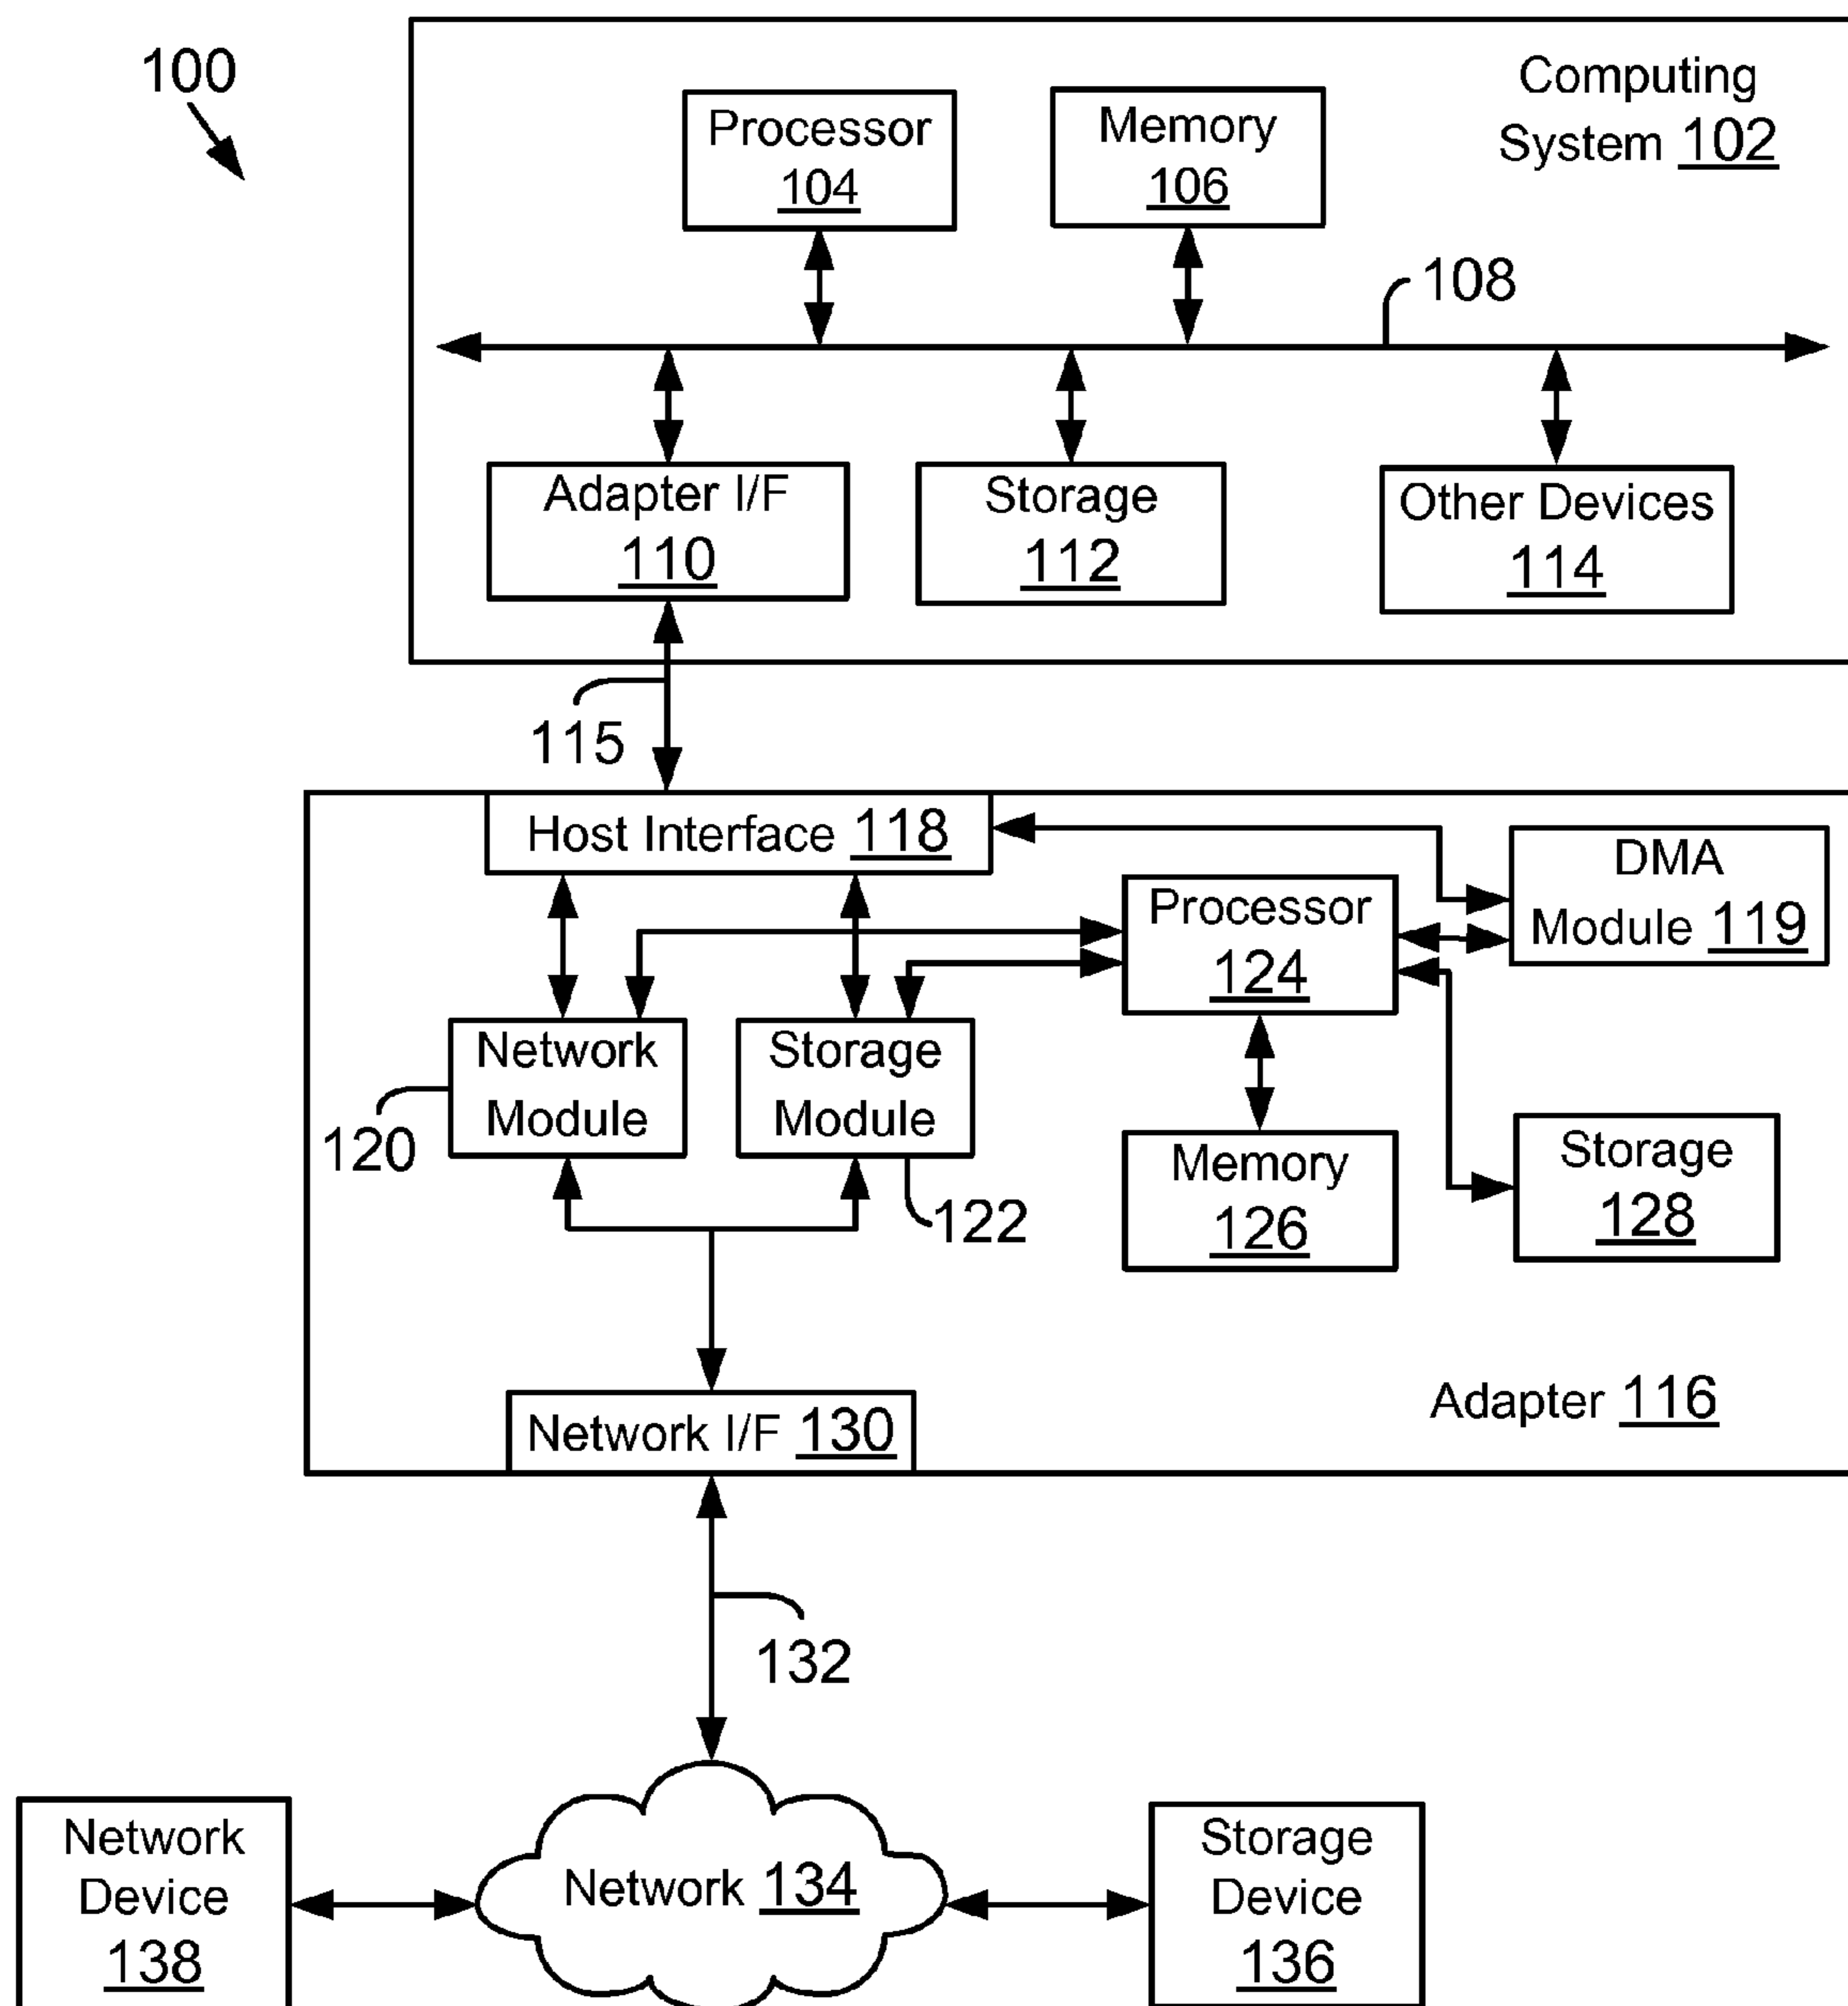 100
Computing
System 102
Processor
104
Memory
106
108
Adapter I/F
110
Storage
112
Other Devices
114
115
Host Interface 118
DMA
Module 119
Processor
124
Network
Module
Storage
Module
120
122
Memory
126
Storage
128
Adapter 116
Network I/F 130
132
Network
Device
138
Network 134
Storage
Device
136